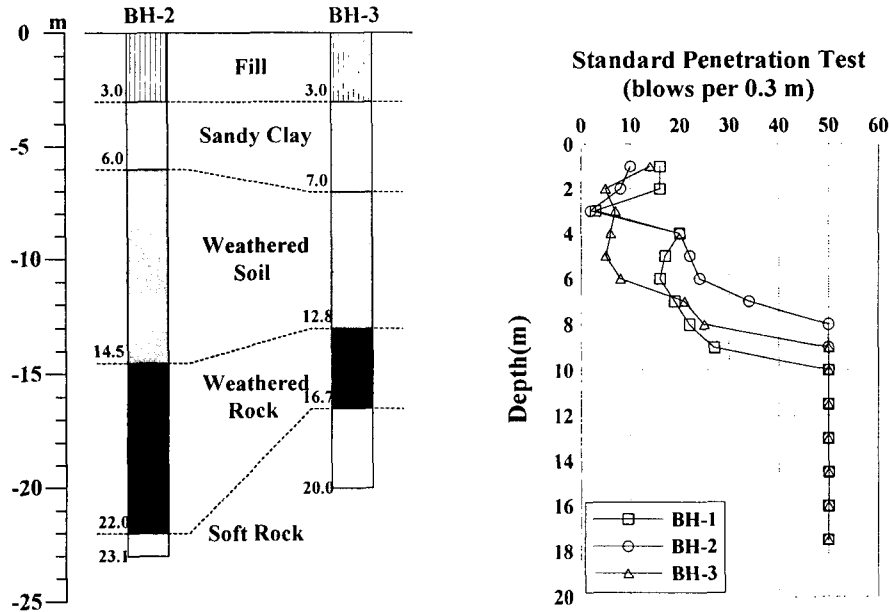 m
BH-2
BH-3
0
-5
-10
-15
-20
-25
Fill
3.0
3.0
Sandy Clay
6.0
7.0
Weathered
Soil
12.8
14.5
Weathered
Rock
16.7
20.0
22.0
Soft Rock
23.1
Standard Penetration Test
(blows per 0.3 m)
0
10
20
30
40
50
60
0
2
4
6
8
10
12
14
16
18
20
Depth(m)
BH-1
BH-2
BH-3